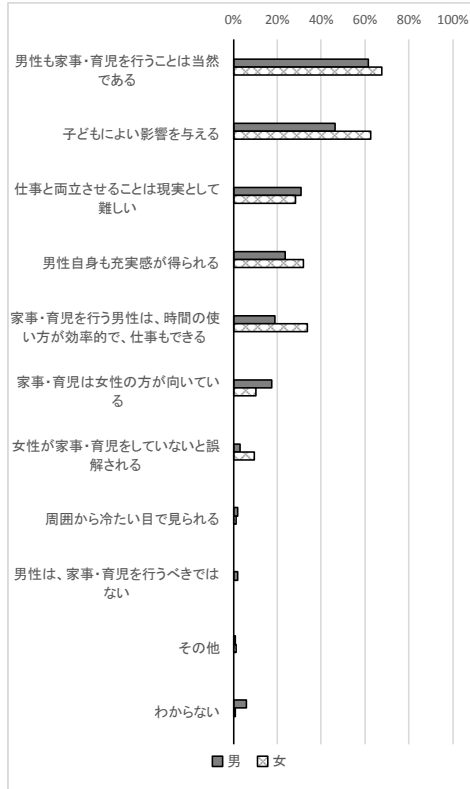 0% 20% 40% 60% 80% 100%
男性も家事・育児を行うことは当然
である
子どもによい影響を与える
仕事と両立させることは現実として
難しい
男性自身も充実感が得られる
家事・育児を行う男性は、時間の使
い方が効率的で、仕事もできる
家事・育児は女性の方が向いてい
る
女性が家事・育児をしていないと誤
解される
周囲から冷たい目で見られる
男性は、家事・育児を行うべきでは
ない
その他
わからない
男 女